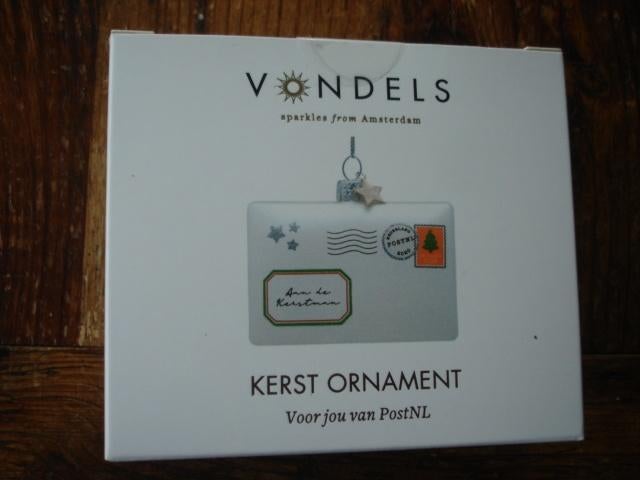 VONDELS
sparkles from Amsterdam
POSTNL
Aan de
Kerstman
KERST ORNAMENT
Voor jou van PostNL